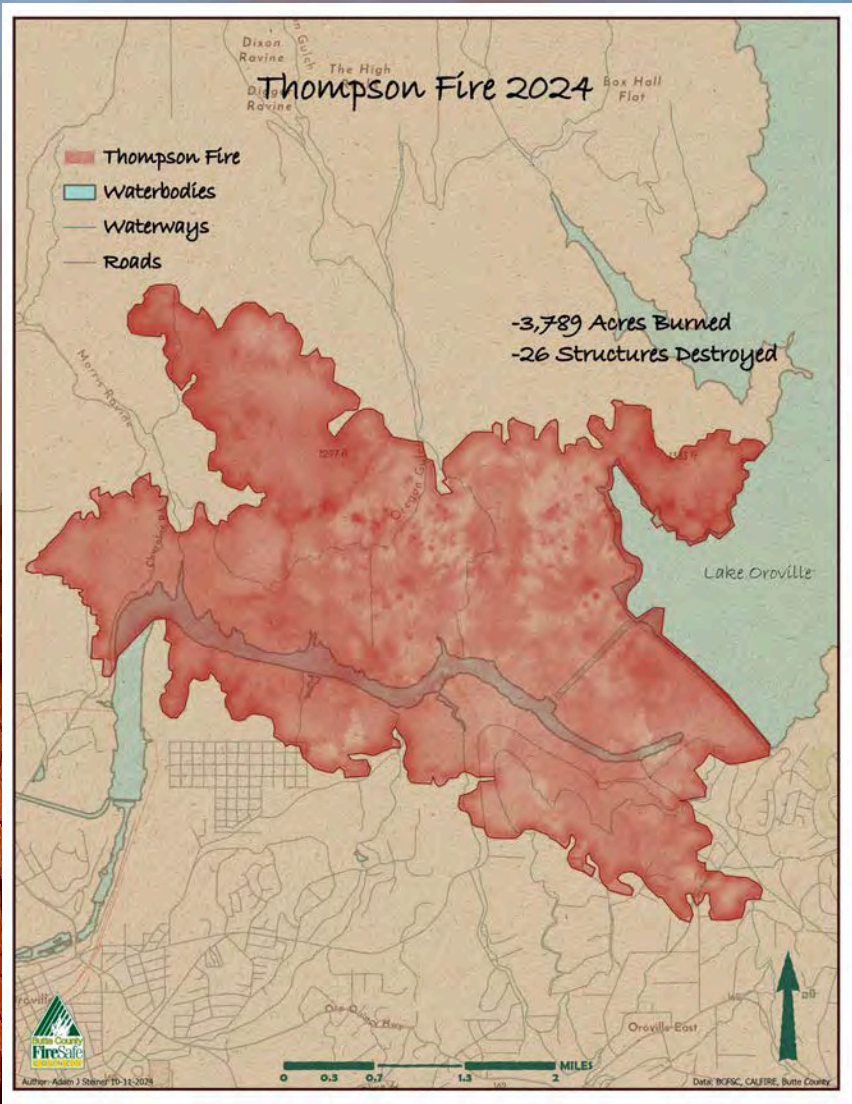 Dixon
Ravine
The High
Ravine
Thompson Fire 2024
Box Hall
Flat
Thompson Fire
Waterbodies
Waterways
Roads
-3,789 Acres Burned
-26 Structures Destroyed
Morris Ravine
Oregon Gulch
Lake Oroville
Oroville East
Butte County
FireSafe
MILES
0 0.3 0.7 1.3 2
Author: Adam J Steiner 10-11-2024
Data: BCFSC, CALFIRE, Butte County